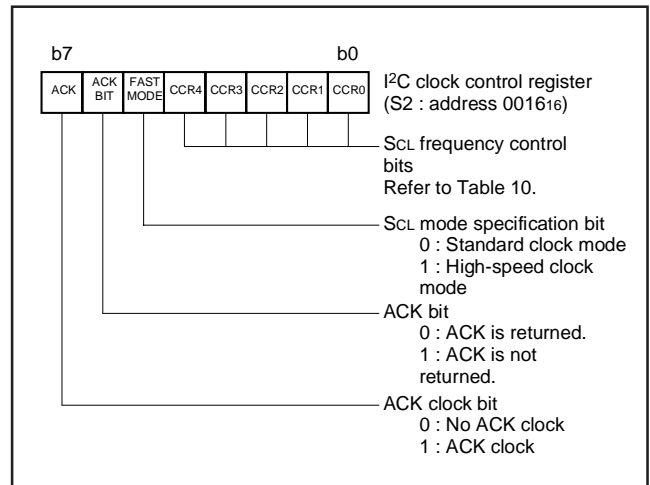 b7 b0
ACK ACK BIT FAST MODE CCR4 CCR3 CCR2 CCR1 CCR0
I2C clock control register
(S2 : address 001616)
SCL frequency control
bits
Refer to Table 10.
SCL mode specification bit
0 : Standard clock mode
1 : High-speed clock
mode
ACK bit
0 : ACK is returned.
1 : ACK is not
returned.
ACK clock bit
0 : No ACK clock
1 : ACK clock